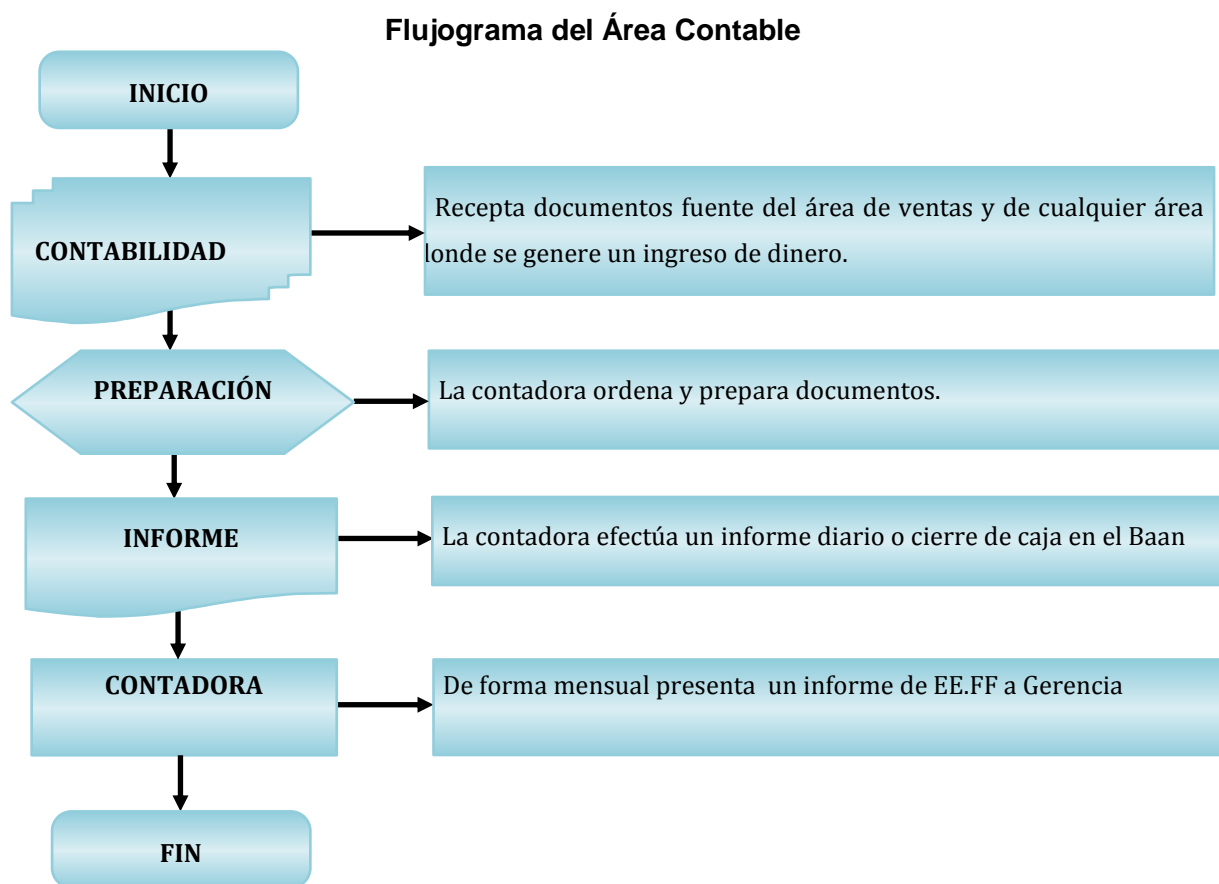 Flujograma del Área Contable
INICIO
CONTABILIDAD
Recepta documentos fuente del área de ventas y de cualquier área
londe se genere un ingreso de dinero.
PREPARACIÓN
La contadora ordena y prepara documentos.
INFORME
La contadora efectúa un informe diario o cierre de caja en el Baan
CONTADORA
De forma mensual presenta un informe de EE.FF a Gerencia
FIN